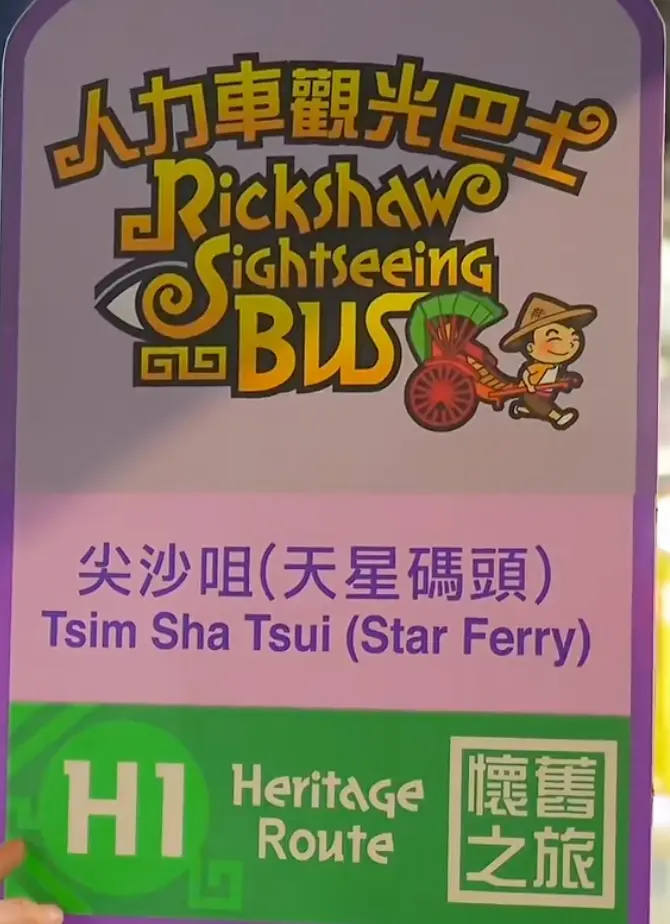 人力車觀光巴士
Rickshaw
Sightseeing
BUS
尖沙咀(天星碼頭)
Tsim Sha Tsui (Star Ferry)
H1
Heritage
Route
懷舊
之旅